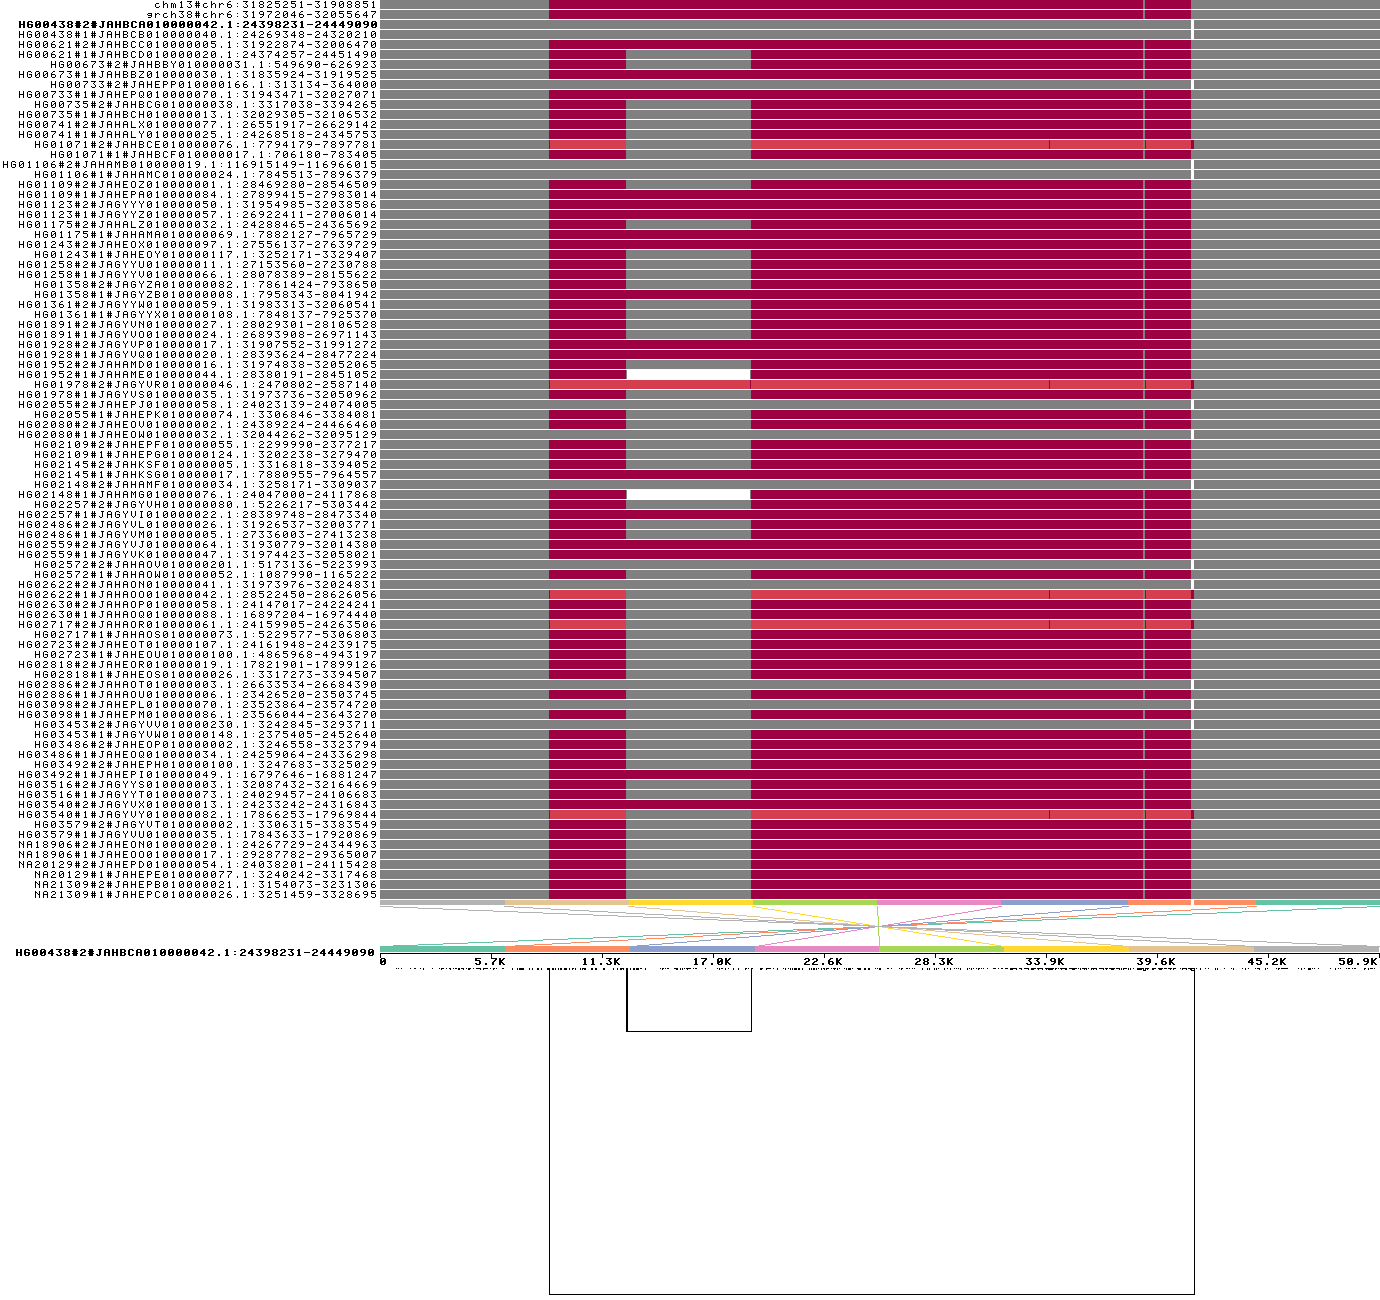 chm13#chr6:31825251-31908851
grch38#chr6:31972046-32055647
HG00438#2#JAHBCA010000042.1:24398231-24449090
HG00438#1#JAHBCB010000040.1:24269348-24320210
HG00621#2#JAHBCC010000005.1:31922874-32006470
HG00621#1#JAHBCD010000020.1:24374257-24451490
HG00673#2#JAHBBY010000031.1:549690-626923
HG00673#1#JAHBBZ010000030.1:31835924-31919525
HG00733#2#JAHEPP010000166.1:313134-364000
HG00733#1#JAHEPQ010000070.1:31943471-32027071
HG00735#2#JAHBCG010000038.1:3317038-3394265
HG00735#1#JAHBCH010000013.1:32029305-32106532
HG00741#2#JAHALX010000077.1:26551917-26629142
HG00741#1#JAHALY010000025.1:24268518-24345753
HG01071#2#JAHBCE010000076.1:7794179-7897781
HG01071#1#JAHBCF010000017.1:706180-783405
HG01106#2#JAHAMB010000019.1:116915149-116966015
HG01106#1#JAHAMC010000024.1:7845513-7896379
HG01109#2#JAHEOZ010000001.1:28469280-28546509
HG01109#1#JAHEPA010000084.1:27899415-27983014
HG01123#2#JAGYYY010000050.1:31954985-32038586
HG01123#1#JAGYYZ010000057.1:26922411-27006014
HG01175#2#JAHALZ010000032.1:24288465-24365692
HG01175#1#JAHAMA010000069.1:7882127-7965729
HG01243#2#JAHEOX010000097.1:27556137-27639729
HG01243#1#JAHEOY010000117.1:3252171-3329407
HG01258#2#JAGYYU010000011.1:27153560-27230788
HG01258#1#JAGYYV010000066.1:28078389-28155622
HG01358#2#JAGYZA010000082.1:7861424-7938650
HG01358#1#JAGYZB010000008.1:7958343-8041942
HG01361#2#JAGYYW010000059.1:31983313-32060541
HG01361#1#JAGYYX010000108.1:7848137-7925370
HG01891#2#JAGYVN010000027.1:28029301-28106528
HG01891#1#JAGYVO010000024.1:26893908-26971143
HG01928#2#JAGYVP010000017.1:31907552-31991272
HG01928#1#JAGYVQ010000020.1:28393624-28477224
HG01952#2#JAHAMD010000016.1:31974838-32052065
HG01952#1#JAHAME010000044.1:28380191-28451052
HG01978#2#JAGYVR010000046.1:2470802-2587140
HG01978#1#JAGYVS010000035.1:31973736-32050962
HG02055#2#JAHEPJ010000058.1:24023139-24074005
HG02055#1#JAHEPK010000074.1:3306846-3384081
HG02080#2#JAHEOV010000002.1:24389224-24466460
HG02080#1#JAHEOW010000032.1:32044262-32095129
HG02109#2#JAHEPF010000055.1:2299990-2377217
HG02109#1#JAHEPG010000124.1:3202238-3279470
HG02145#2#JAHKSF010000005.1:3316818-3394052
HG02145#1#JAHKSG010000017.1:7880955-7964557
HG02148#2#JAHAMF010000034.1:3258171-3309037
HG02148#1#JAHAMG010000076.1:24047000-24117868
HG02257#2#JAGYVH010000080.1:5226217-5303442
HG02257#1#JAGYVI010000022.1:28389748-28473340
HG02486#2#JAGYVL010000026.1:31926537-32003771
HG02486#1#JAGYVM010000005.1:27336003-27413238
HG02559#2#JAGYVJ010000064.1:31930779-32014380
HG02559#1#JAGYVK010000047.1:31974423-32058021
HG02572#2#JAHAOV010000201.1:5173136-5223993
HG02572#1#JAHAOW010000052.1:1087990-1165222
HG02622#2#JAHAON010000041.1:31973976-32024831
HG02622#1#JAHAOO010000042.1:28522450-28626056
HG02630#2#JAHAOP010000058.1:24147017-24224241
HG02630#1#JAHAOQ010000088.1:16897204-16974440
HG02717#2#JAHAOR010000061.1:24159905-24263506
HG02717#1#JAHAOS010000073.1:5229577-5306803
HG02723#2#JAHEOT010000107.1:24161948-24239175
HG02723#1#JAHEOU010000100.1:4865968-4943197
HG02818#2#JAHEOR010000019.1:17821901-17899126
HG02818#1#JAHEOS010000026.1:3317273-3394507
HG02886#2#JAHAOT010000003.1:26633534-26684390
HG02886#1#JAHAOU010000006.1:23426520-23503745
HG03098#2#JAHEPL010000070.1:23523864-23574720
HG03098#1#JAHEPM010000086.1:23566044-23643270
HG03453#2#JAGYVV010000230.1:3242845-3293711
HG03453#1#JAGYVW010000148.1:2375405-2452640
HG03486#2#JAHEOP010000002.1:3246558-3323794
HG03486#1#JAHEOQ010000034.1:24259064-24336298
HG03492#2#JAHEPH010000100.1:3247683-3325029
HG03492#1#JAHEPI010000049.1:16797646-16881247
HG03516#2#JAGYYS010000003.1:32087432-32164669
HG03516#1#JAGYYT010000073.1:24029457-24106683
HG03540#2#JAGYVX010000013.1:24233242-24316843
HG03540#1#JAGYVY010000082.1:17866253-17969844
HG03579#2#JAGYVT010000002.1:3306315-3383549
HG03579#1#JAGYVU010000035.1:17843633-17920869
NA18906#2#JAHEON010000020.1:24267729-24344963
NA18906#1#JAHEOO010000017.1:29287782-29365007
NA20129#2#JAHEPD010000054.1:24038201-24115428
NA20129#1#JAHEPE010000077.1:3240242-3317468
NA21309#2#JAHEPB010000021.1:3154073-3231306
NA21309#1#JAHEPC010000026.1:3251459-3328695
HG00438#2#JAHBCA010000042.1:24398231-24449090
0 5.7K 11.3K 17.0K 22.6K 28.3K 33.9K 39.6K 45.2K 50.9K